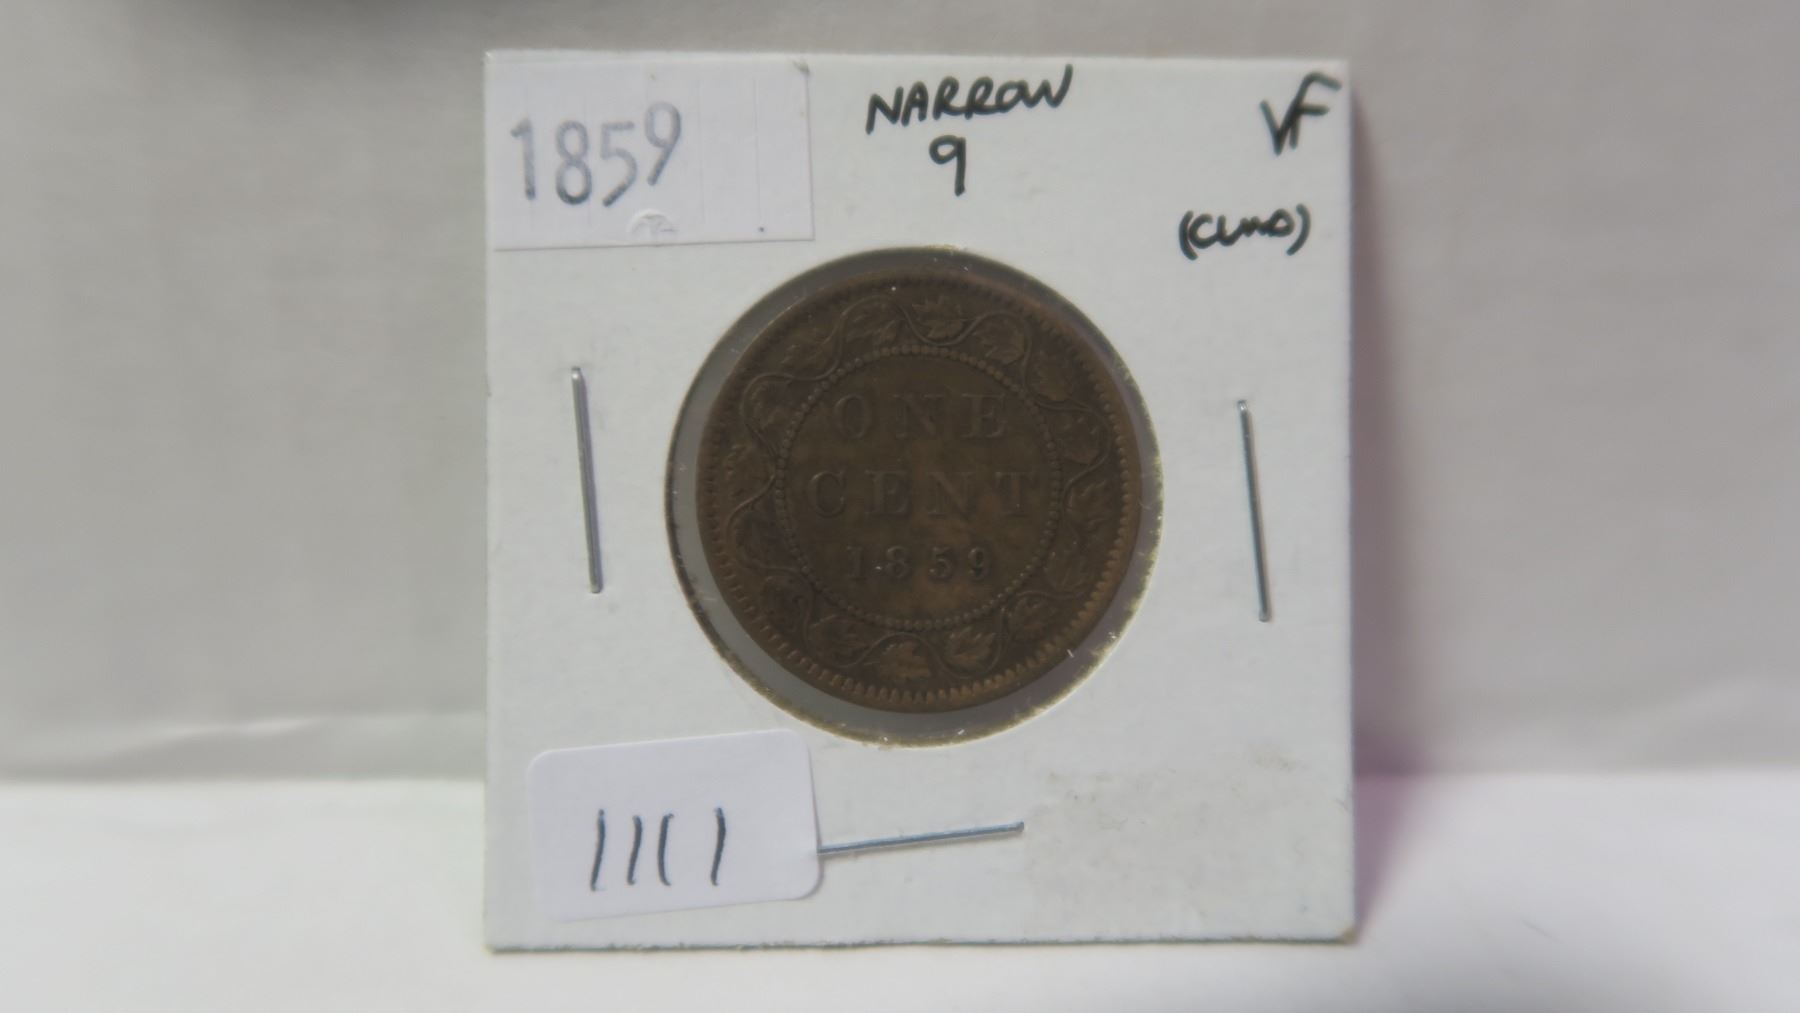 1859
NARROW
9
VF
(CLND)
ONE
CENT
1859
1111